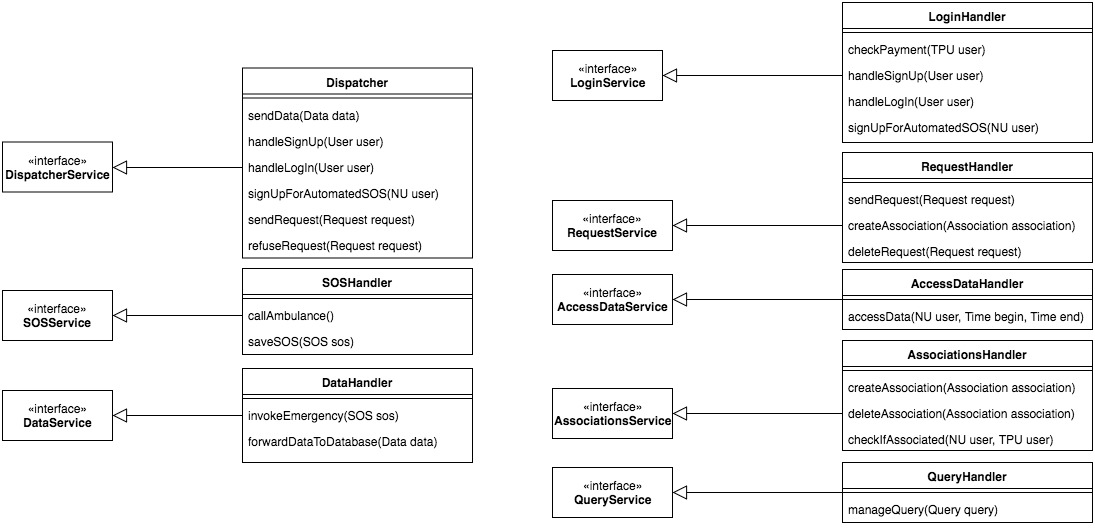 «interface»
DispatcherService
Dispatcher
sendData(Data data)
handleSignUp(User user)
handleLogIn(User user)
signUpForAutomatedSOS(NU user)
sendRequest(Request request)
refuseRequest(Request request)
«interface»
SOSService
SOSHandler
callAmbulance()
saveSOS(SOS sos)
«interface»
DataService
DataHandler
invokeEmergency(SOS sos)
forwardDataToDatabase(Data data)
«interface»
LoginService
LoginHandler
checkPayment(TPU user)
handleSignUp(User user)
handleLogIn(User user)
signUpForAutomatedSOS(NU user)
«interface»
RequestService
RequestHandler
sendRequest(Request request)
createAssociation(Association association)
deleteRequest(Request request)
«interface»
AccessDataService
AccessDataHandler
accessData(NU user, Time begin, Time end)
«interface»
AssociationsService
AssociationsHandler
createAssociation(Association association)
deleteAssociation(Association association)
checkIfAssociated(NU user, TPU user)
«interface»
QueryService
QueryHandler
manageQuery(Query query)